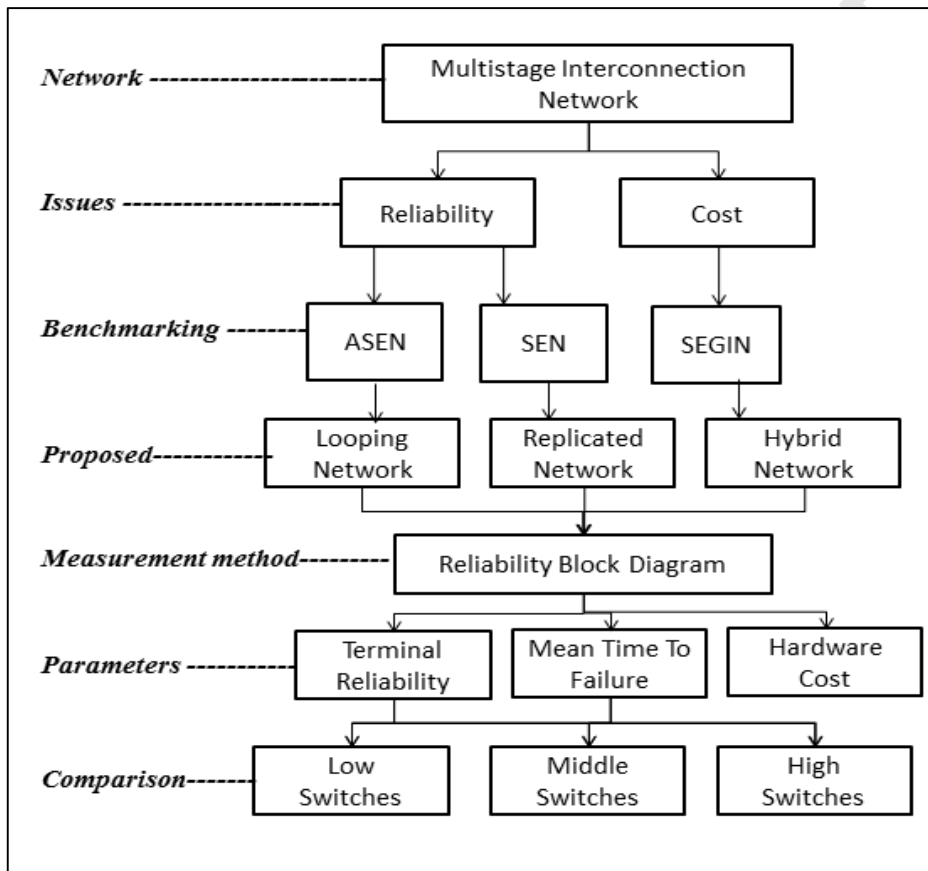 Network ----------------
Multistage Interconnection
Network
Issues ------------------
Reliability
Cost
Benchmarking --------
ASEN
SEN
SEGIN
Proposed-----------
Looping
Network
Replicated
Network
Hybrid
Network
Measurement method---------
Reliability Block Diagram
Parameters ----------
Terminal
Reliability
Mean Time To
Failure
Hardware
Cost
Comparison------
Low
Switches
Middle
Switches
High
Switches